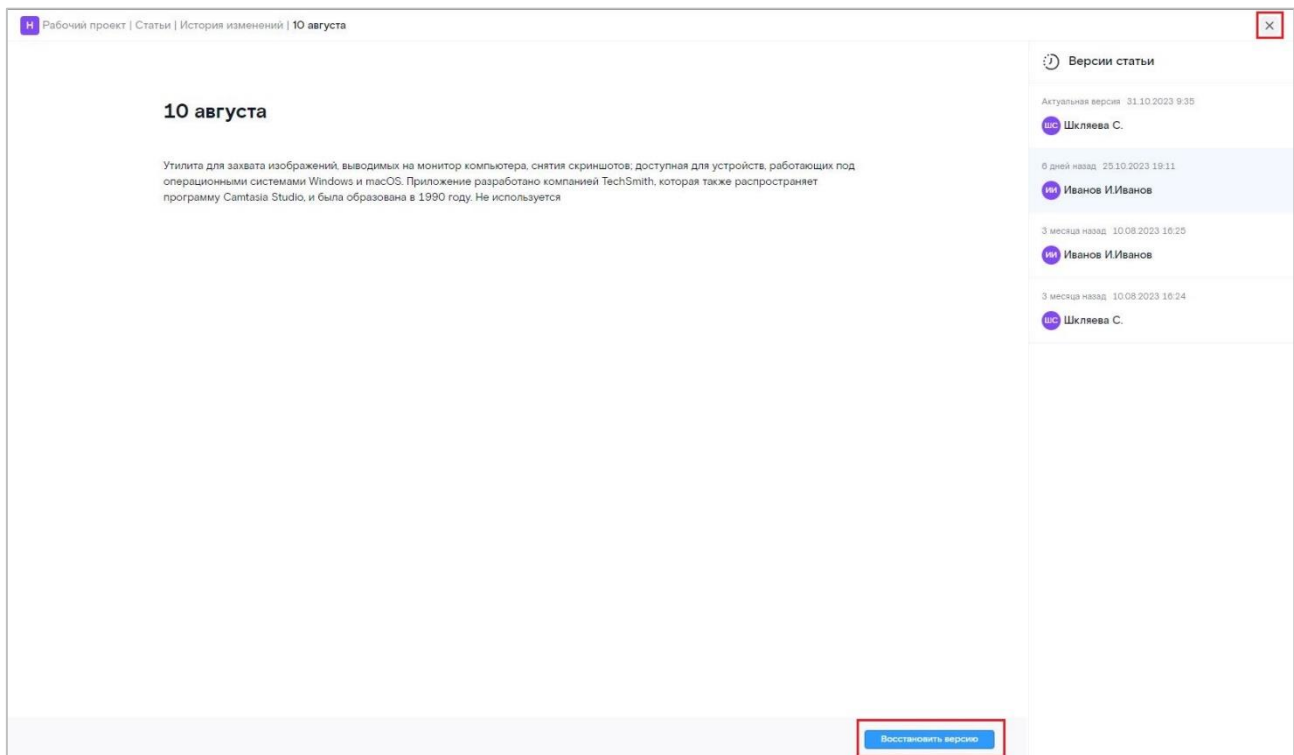 Н Рабочий проект | Статьи | История изменений | 10 августа
Версии статьи
10 августа
Утилита для захвата изображений, выводимых на монитор компьютера, снятия скриншотов; доступная для устройств, работающих под
операционными системами Windows и macOS. Приложение разработано компанией TechSmith, которая также распространяет
программу Camtasia Studio, и была образована в 1990 году. Не используется
Актуальная версия 31.10.2023 9:35
ШС Шкляева С.
6 дней назад 25.10.2023 19:11
ИИ Иванов И.Иванов
3 месяца назад 10.08.2023 16:25
ИИ Иванов И.Иванов
3 месяца назад 10.08.2023 16:24
ШС Шкляева С.
Восстановить версию